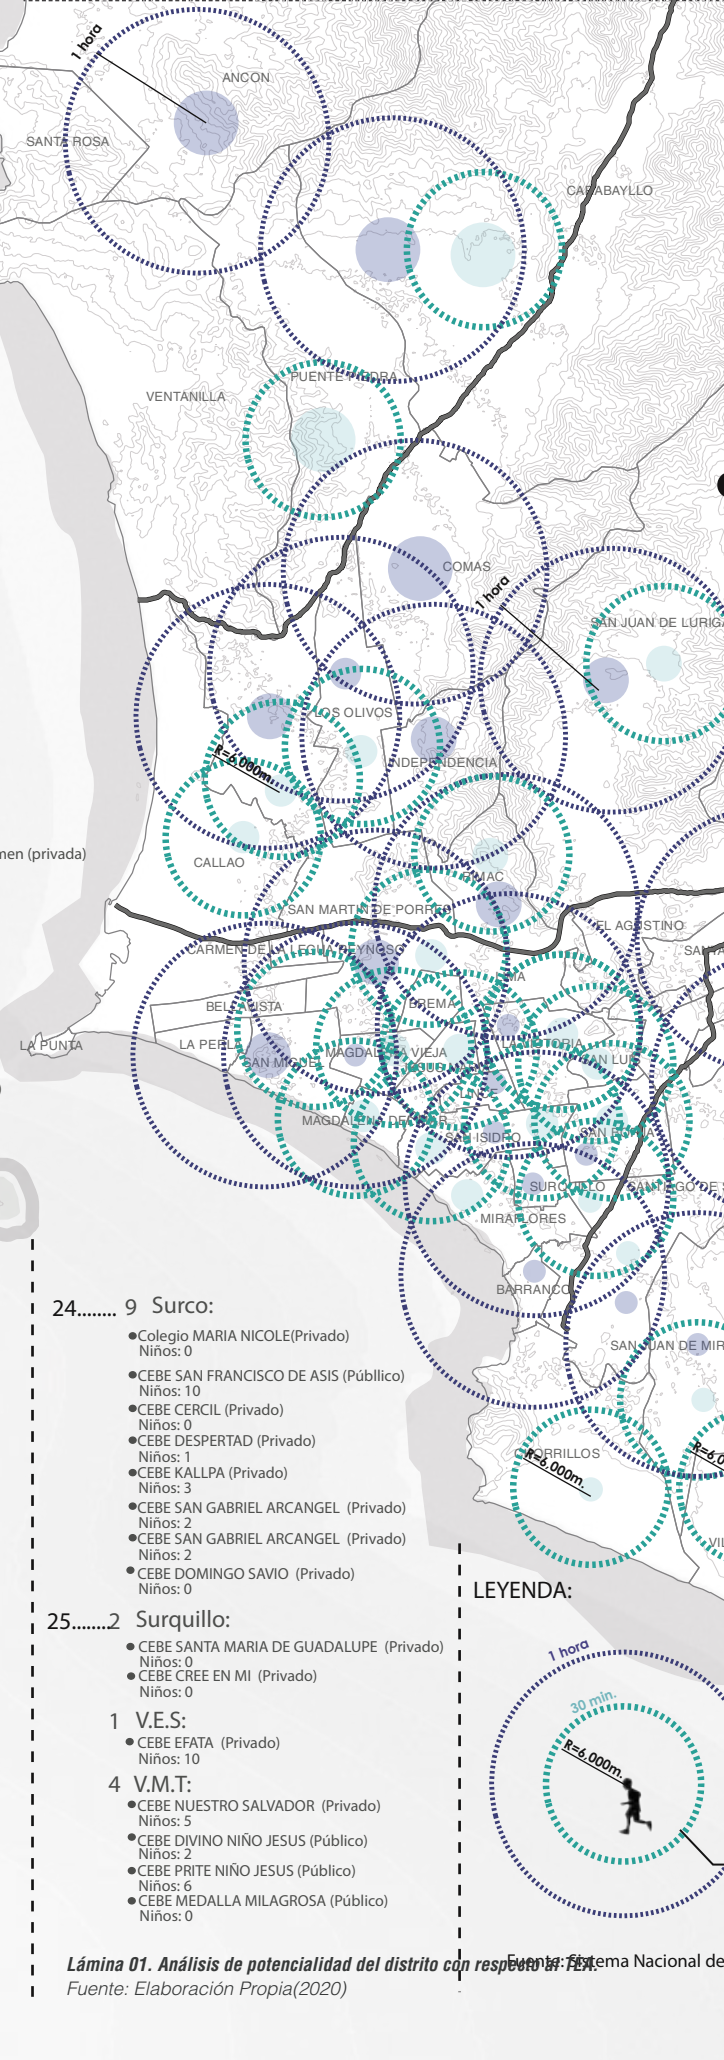 1 hora
ANCON
SANTA ROSA
CARABAYLLO
PUENTE PIEDRA
VENTANILLA
COMAS
1 hora
SAN JUAN DE LURIG
LOS OLIVOS
R=6,000m.
INDEPENDENCIA
men (privada)
CALLAO
RIMAC
SAN MARTIN DE PORRES
EL AGUSTINO
CARMEN DE LA LEGUA REYNOSO
SANTA
LIMA
BELLAVISTA
BREMA
LA PUNTA
LA PERLA
MAGDALENA VIEJA
LA VICTORIA
SAN MIGUEL
SAN LUIS
LINCE
MAGDALENA DEL MAR
SAN ISIDRO
SAN BORJA
SURQUILLO
SANTIAGO DE S
MIRAFLORES
BARRANCO
24........ 9 Surco:
SAN JUAN DE MIR
Colegio MARIA NICOLE(Privado)
Niños: 0
CEBE SAN FRANCISCO DE ASIS (Públlico)
Niños: 10
CEBE CERCIL (Privado)
Niños: 0
CEBE DESPERTAD (Privado)
Niños: 1
CHORRILLOS
R=6,000m.
R=6,0
CEBE KALLPA (Privado)
Niños: 3
CEBE SAN GABRIEL ARCANGEL (Privado)
Niños: 2
CEBE SAN GABRIEL ARCANGEL (Privado)
Niños: 2
VIL
CEBE DOMINGO SAVIO (Privado)
Niños: 0
LEYENDA:
25........2 Surquillo:
CEBE SANTA MARIA DE GUADALUPE (Privado)
Niños: 0
CEBE CREE EN MI (Privado)
Niños: 0
1 hora
30 min.
R=6,000m.
1 V.E.S:
CEBE EFATA (Privado)
Niños: 10
4 V.M.T:
CEBE NUESTRO SALVADOR (Privado)
Niños: 5
CEBE DIVINO NIÑO JESUS (Público)
Niños: 2
CEBE PRITE NIÑO JESUS (Público)
Niños: 6
CEBE MEDALLA MILAGROSA (Público)
Niños: 0
Lámina 01. Análisis de potencialidad del distrito con respecto al TEA.
Fuente: Sistema Nacional de
Fuente: Elaboración Propia(2020)